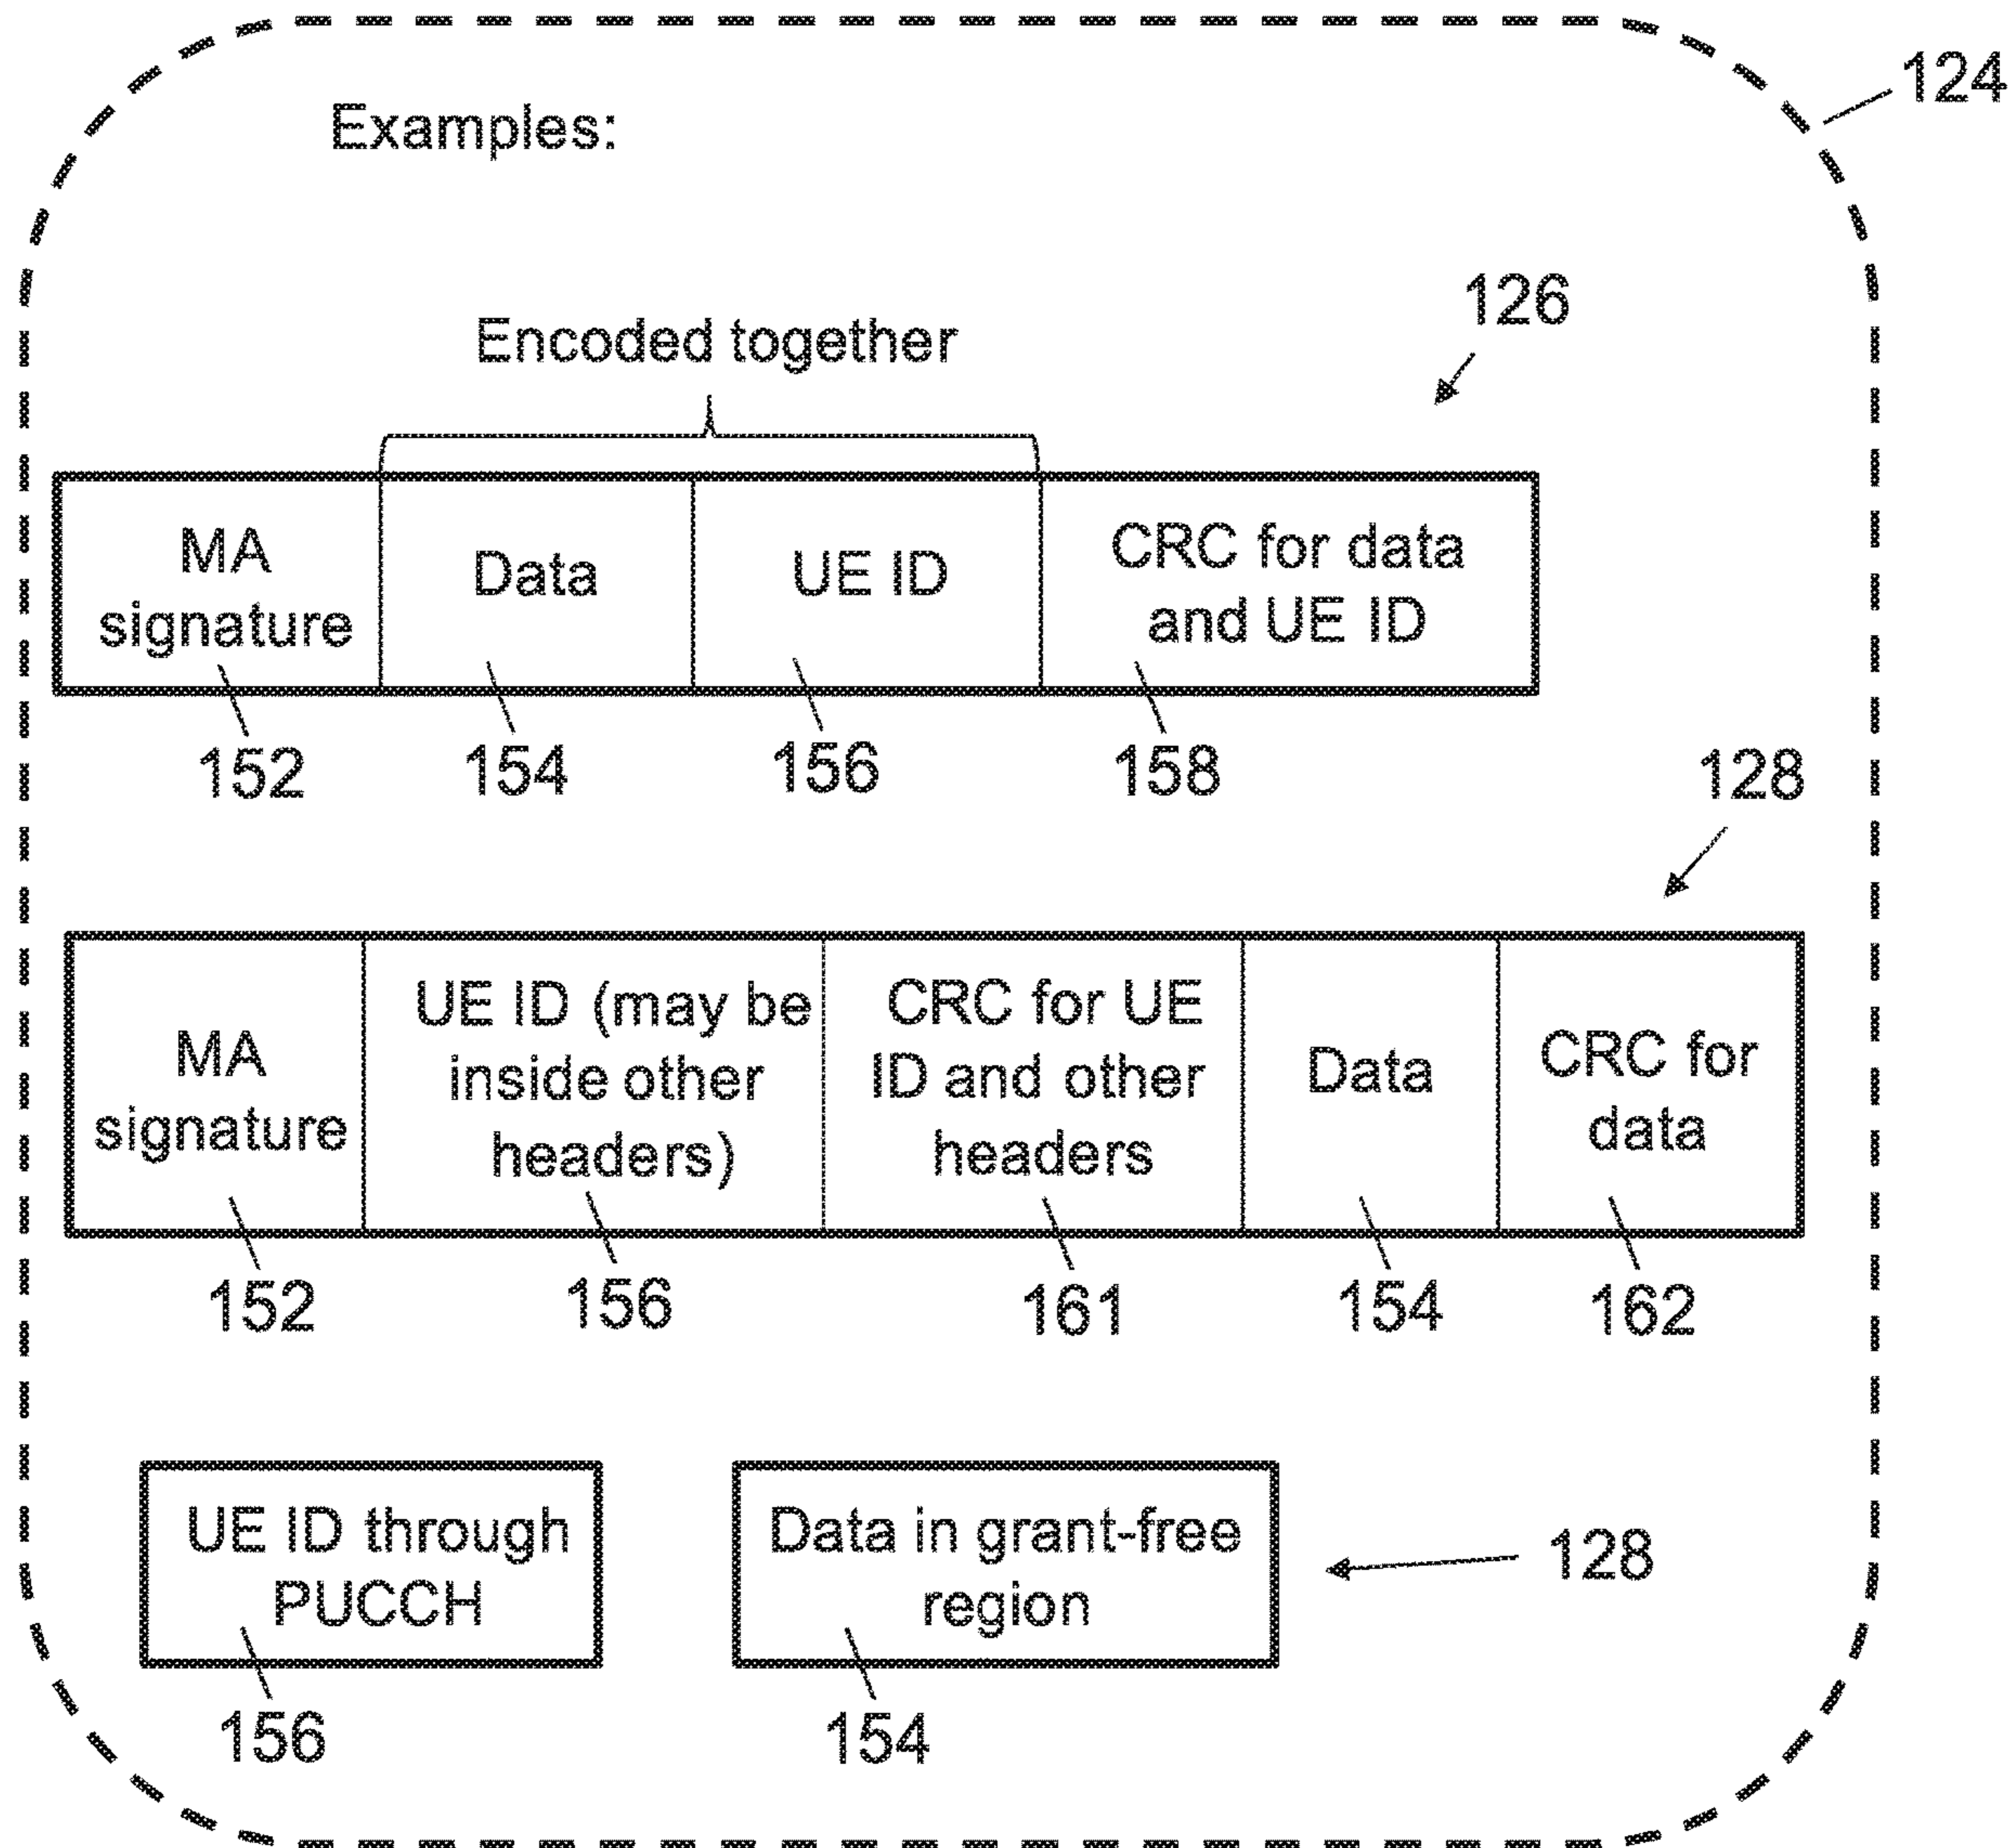 124
Examples:
126
Encoded together
MA
signature
Data
UE ID
CRC for data
and UE ID
152
154
156
158
128
MA
signature
UE ID (may be
inside other
headers)
CRC for UE
ID and other
headers
Data
CRC for
data
152
156
161
154
162
UE ID through
PUCCH
Data in grant-free
region
128
156
154